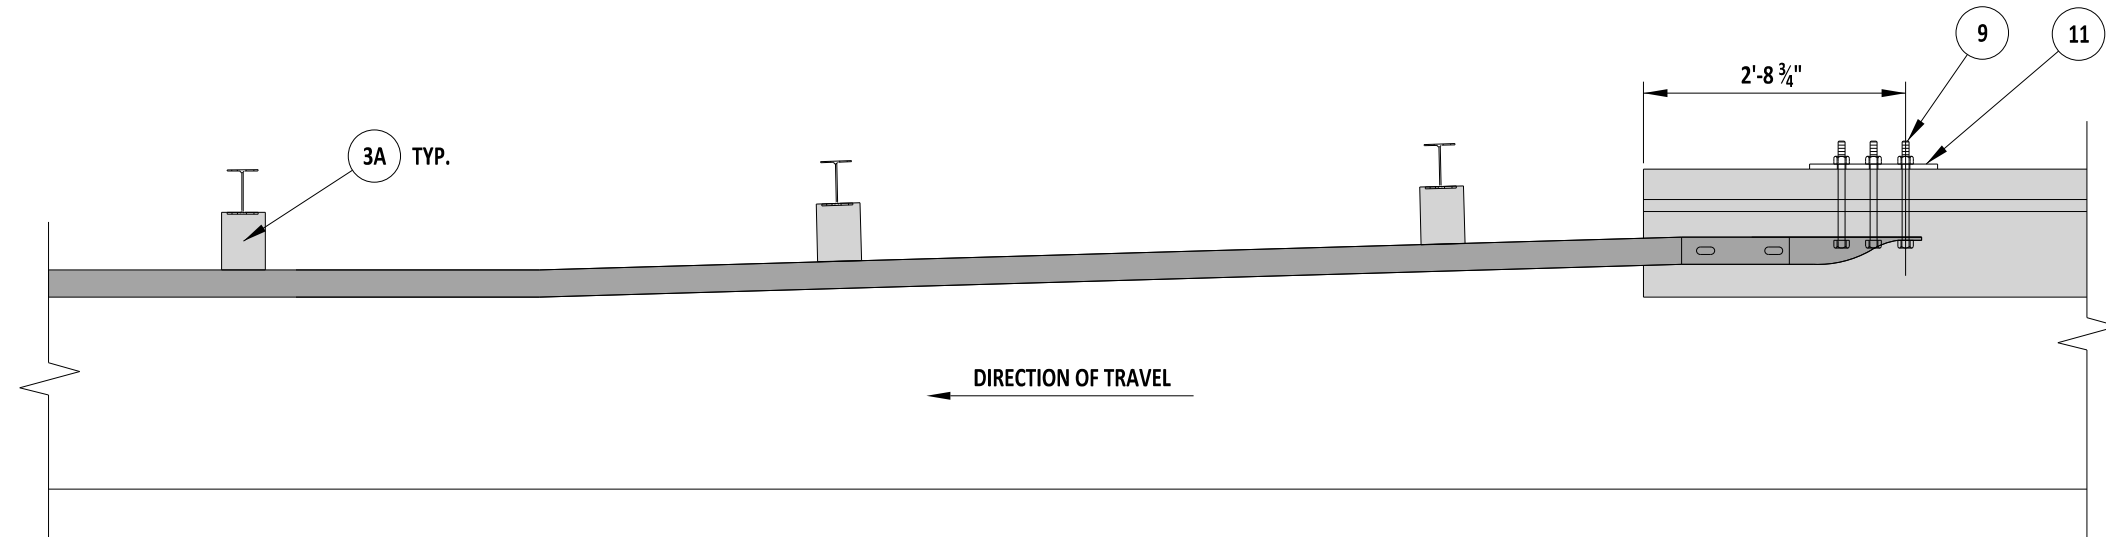 9
11
2'-8 ¾"
3A TYP.
DIRECTION OF TRAVEL